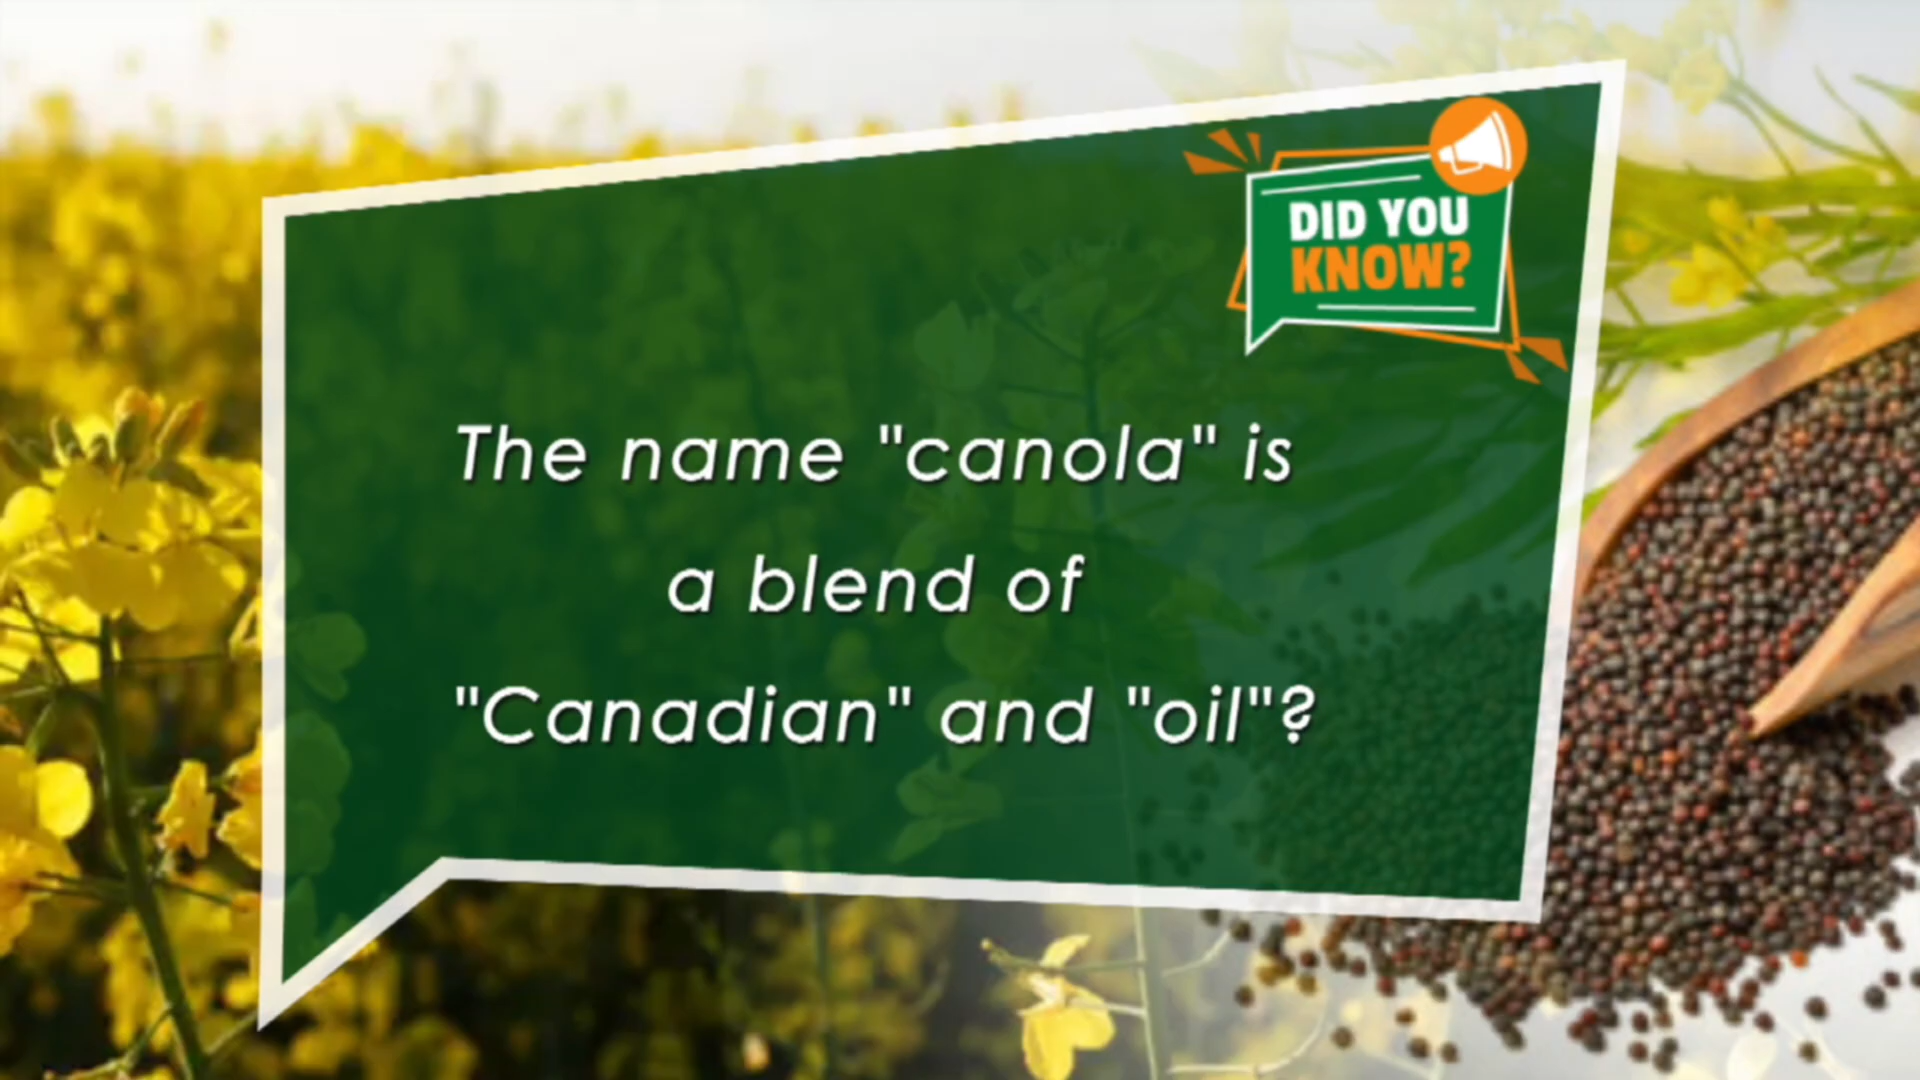 DID YOU
KNOW?
The name "canola" is
a blend of
"Canadian" and "oil"?